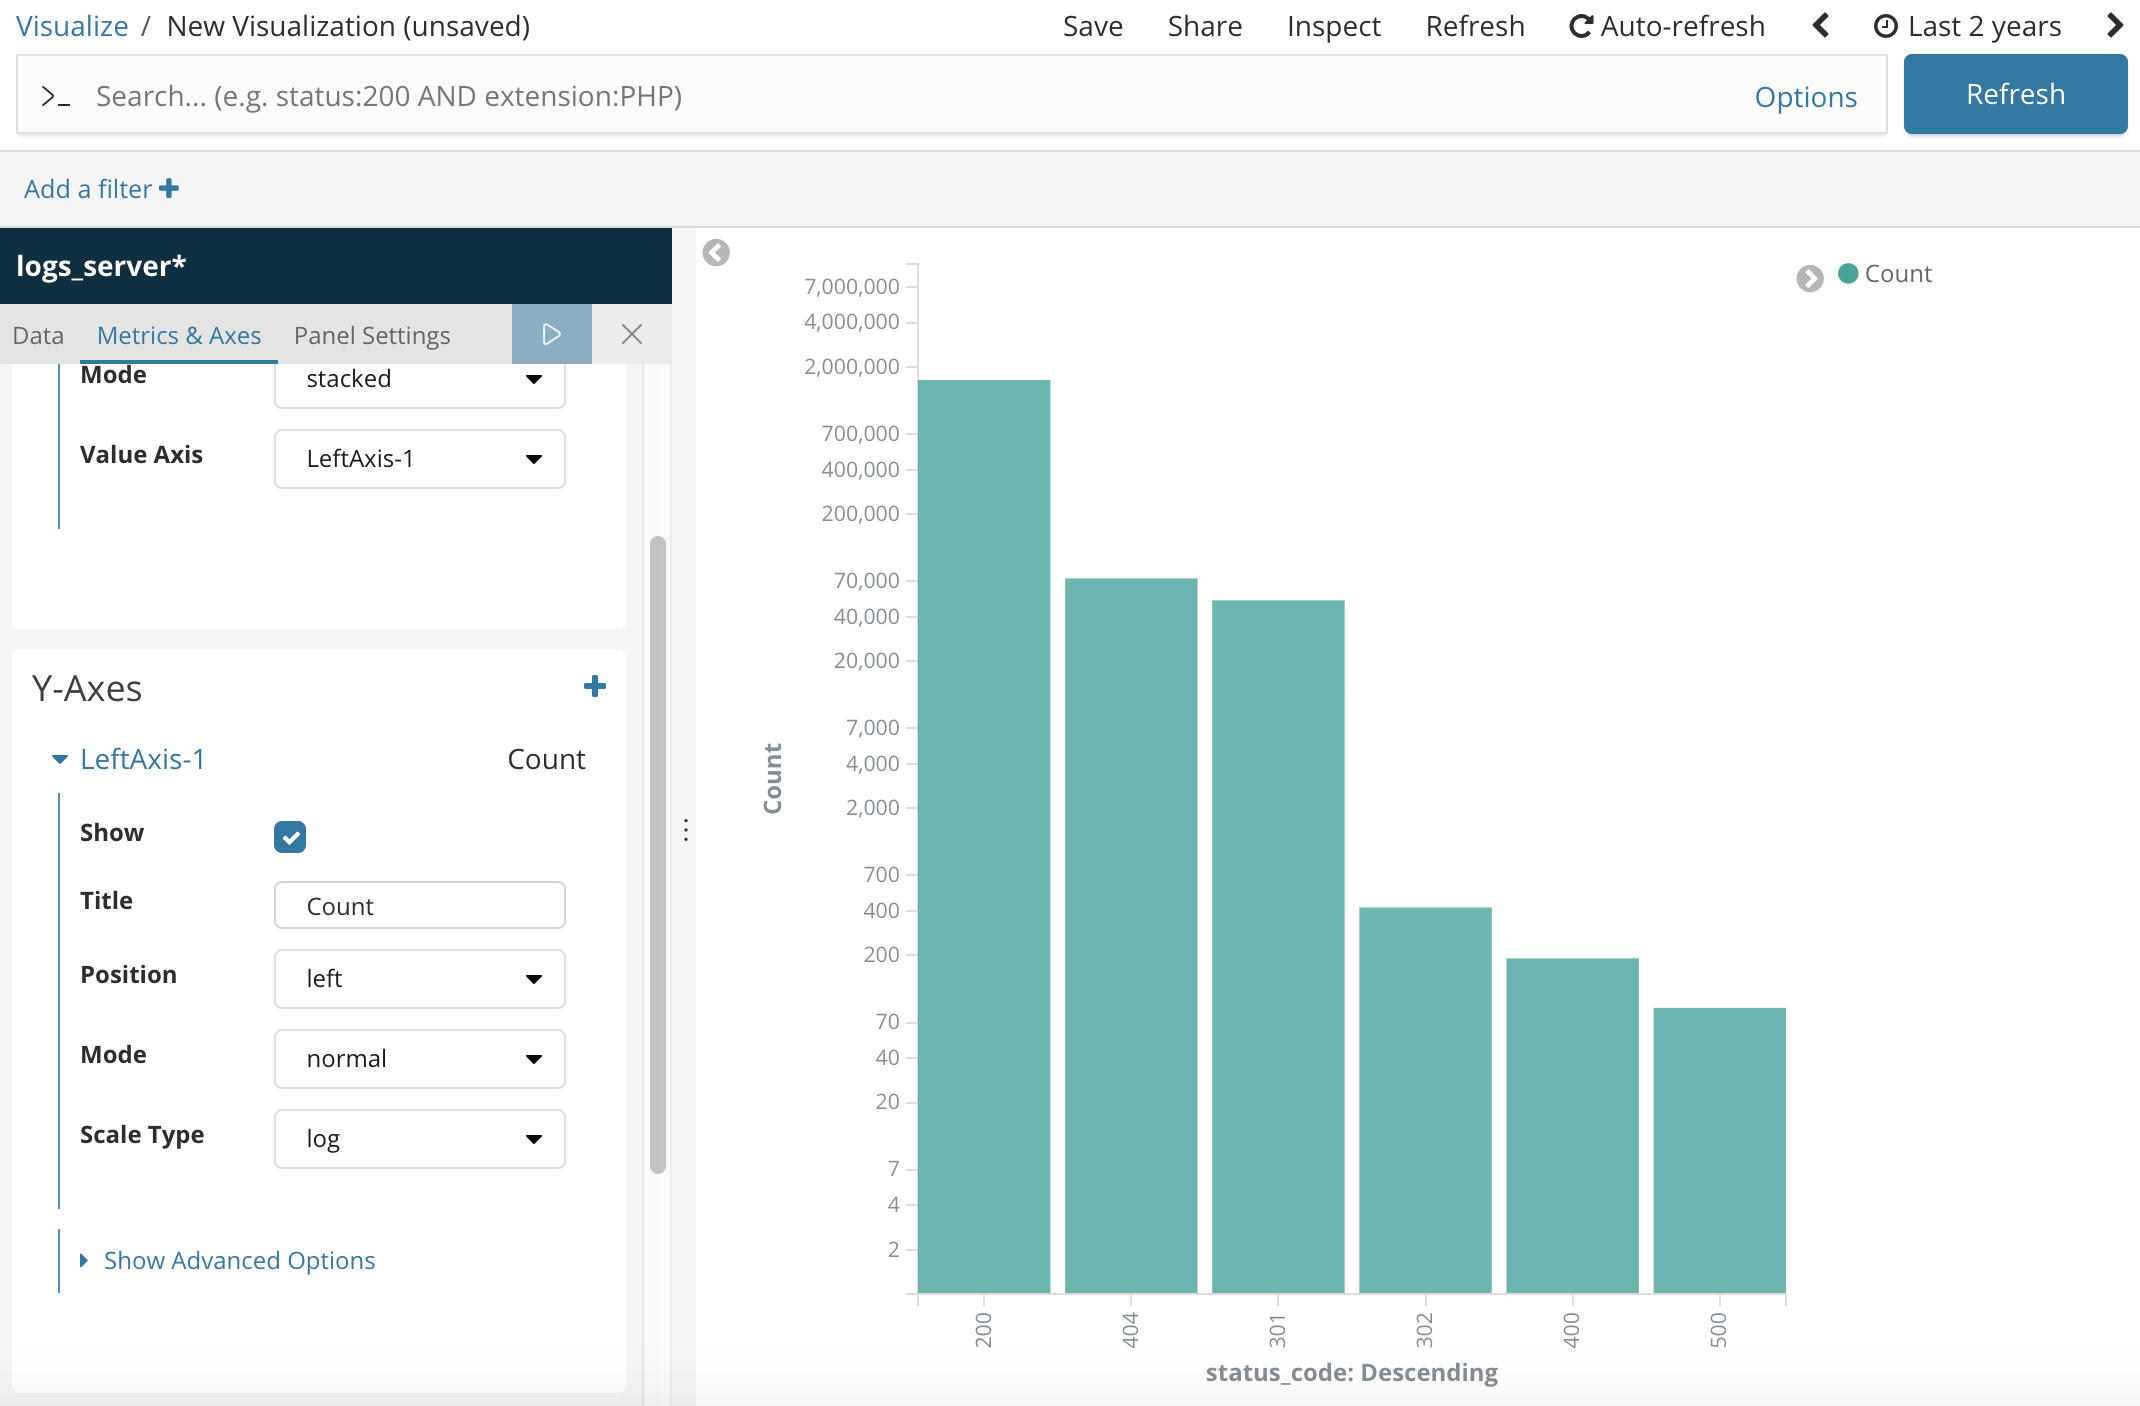 Visualize / New Visualization (unsaved)
Save Share Inspect Refresh Auto-refresh Last 2 years
>_ Search... (e.g. status:200 AND extension:PHP) Options Refresh
Add a filter
logs_server*
Data Metrics & Axes Panel Settings
Mode stacked
Value Axis LeftAxis-1
Y-Axes
LeftAxis-1 Count
Show
Title Count
Position left
Mode normal
Scale Type log
Show Advanced Options
Count
7,000,000
4,000,000
2,000,000
700,000
400,000
200,000
70,000
40,000
20,000
7,000
4,000
2,000
700
400
200
70
40
20
7
4
2
Count
200 404 301 302 400 500
status_code: Descending